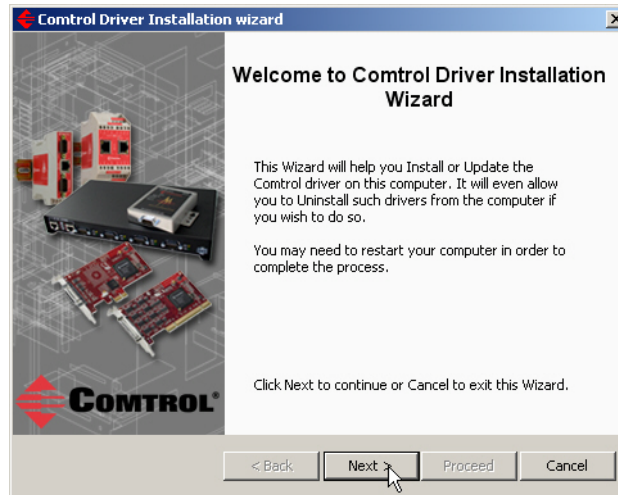 Comtrol Driver Installation wizard
Welcome to Comtrol Driver Installation
Wizard
This Wizard will help you Install or Update the
Comtrol driver on this computer. It will even allow
you to Uninstall such drivers from the computer if
you wish to do so.
You may need to restart your computer in order to
complete the process.
Click Next to continue or Cancel to exit this Wizard.
COMTROL®
< Back Next > Proceed Cancel